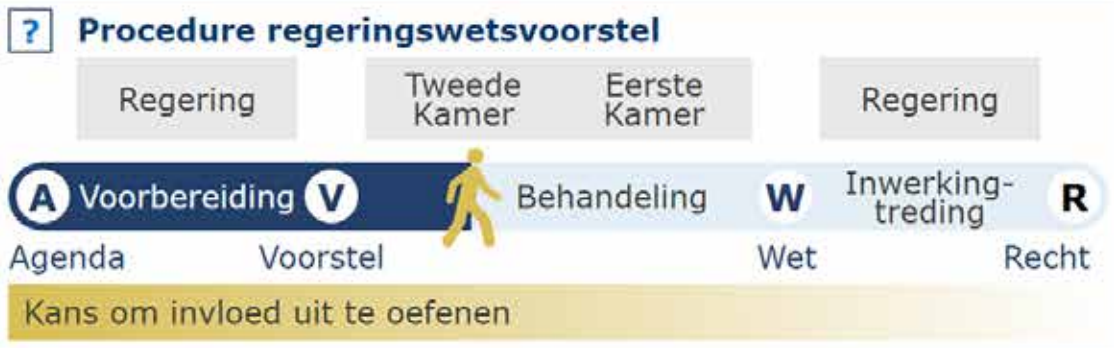 ? Procedure regeringswetsvoorstel
Regering
Tweede
Kamer
Eerste
Kamer
Regering
A Voorbereiding V Behandeling W Inwerking-
treding R
Agenda Voorstel Wet Recht
Kans om invloed uit te oefenen